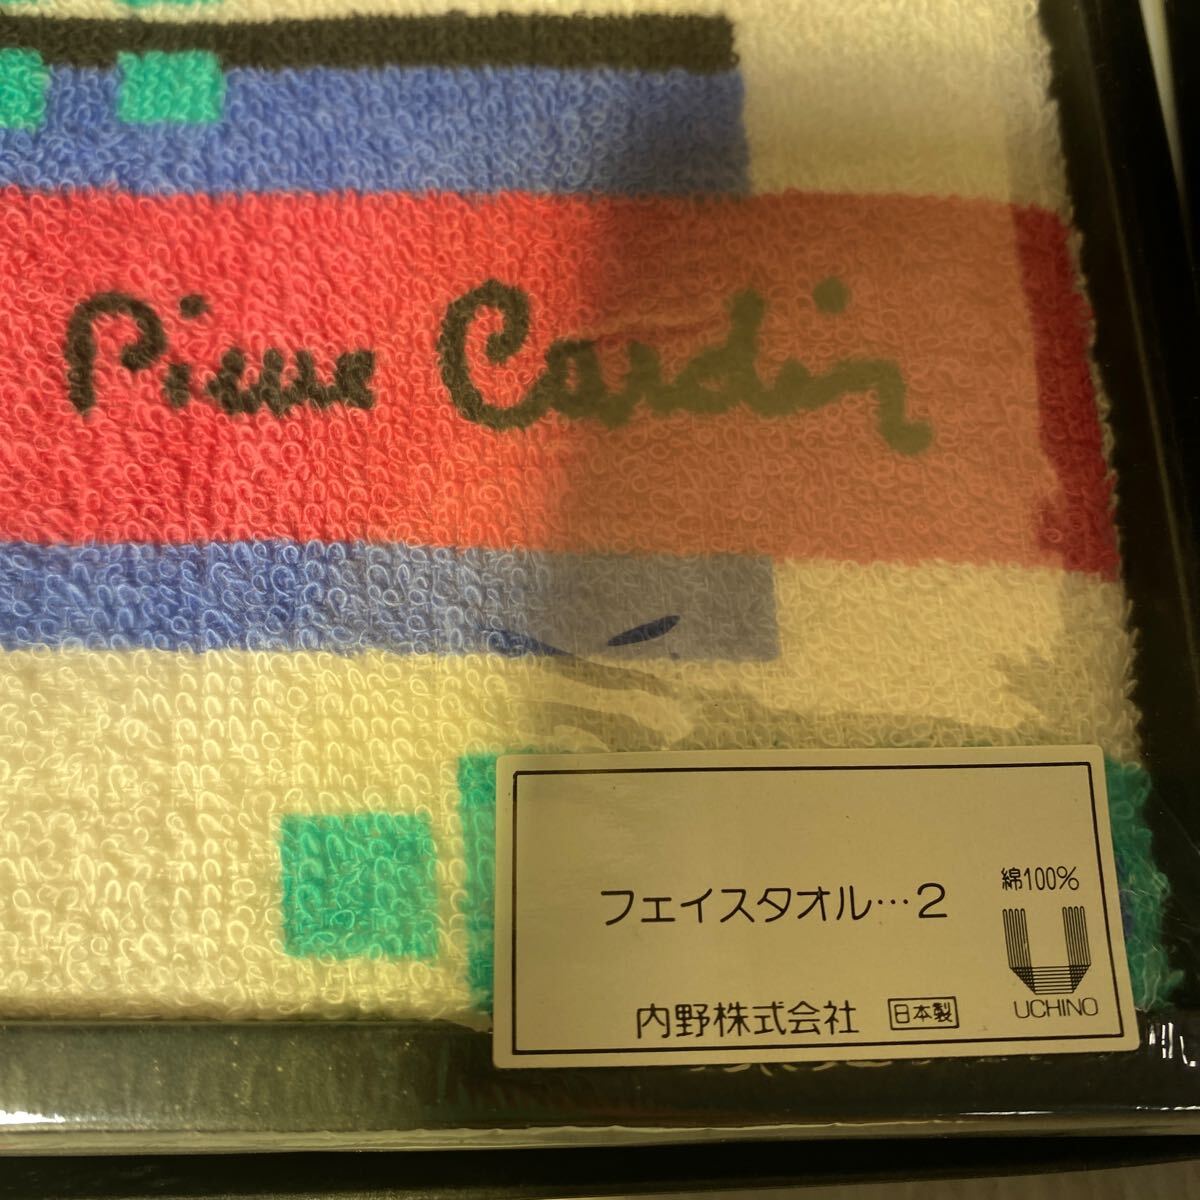 Pierre Cardin
フェイスタオル…2
綿100%
UCHINO
内野株式会社 日本製